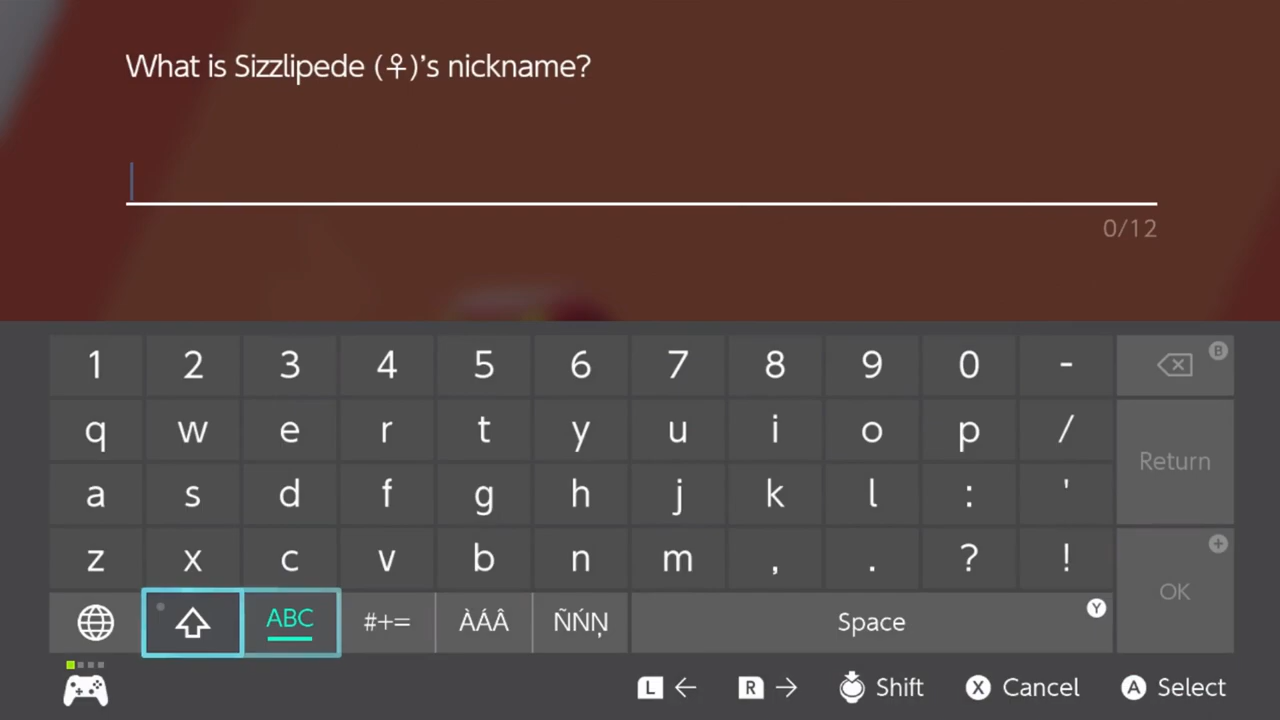 What is Sizzlipede (♀)'s nickname?
0/12
1 2 3 4 5 6 7 8 9 0 - B
q w e r t y u i o p /
Return
a s d f g h j k l : '
z x c v b n m , . ? ! +
OK
ABC #+= ÀÁÂ ÑŃŅ Space Y
L ← R → Shift X Cancel A Select